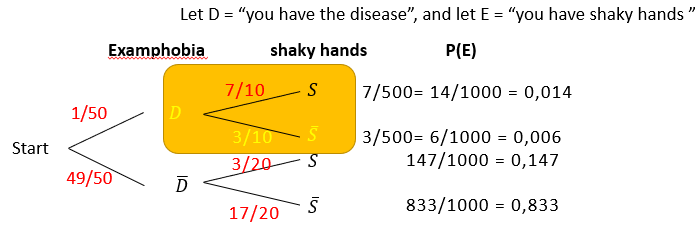 Let D = “you have the disease”, and let E = “you have shaky hands ”
Examphobia shaky hands P(E)
7/10 S 7/500= 14/1000 = 0,014
1/50 D
3/10 S̅ 3/500= 6/1000 = 0,006
Start
3/20 S 147/1000 = 0,147
49/50 D̅
17/20 S̅ 833/1000 = 0,833